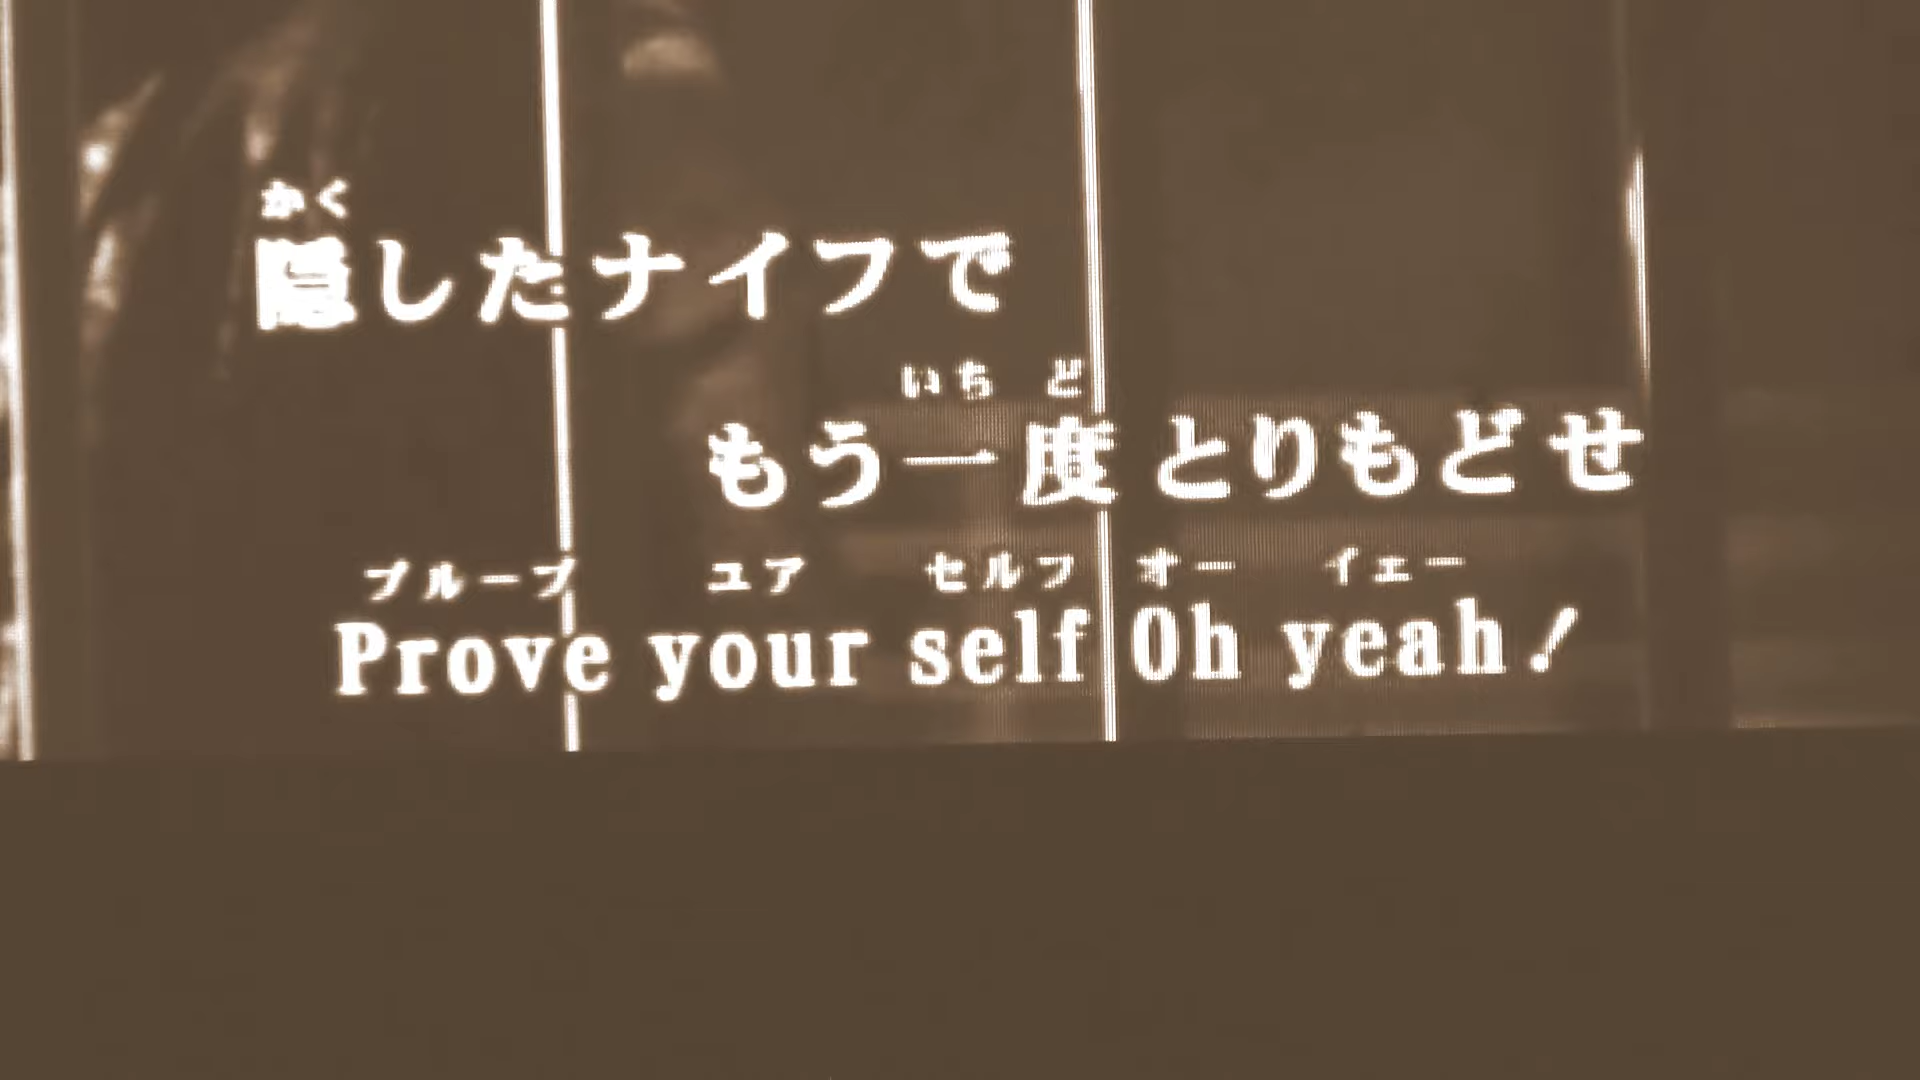 かく
隠したナイフで
いち ど
もう一度とりもどせ
プルーブ ユア セルフ オー イェー
Prove your self Oh yeah!